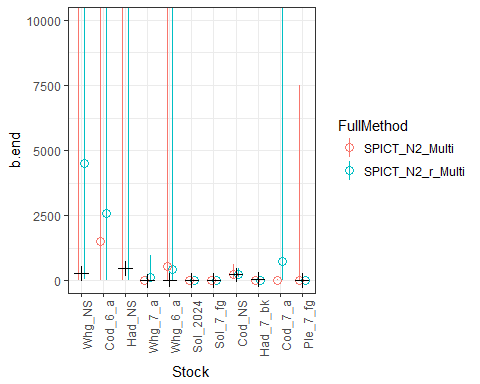 10000
7500
5000
2500
0
b.end
Whg_NS
Cod_6_a
Had_NS
Whg_7_a
Whg_6_a
Sol_2024
Sol_7_fg
Cod_NS
Had_7_bk
Cod_7_a
Ple_7_fg
Stock
FullMethod
SPICT_N2_Multi
SPICT_N2_r_Multi